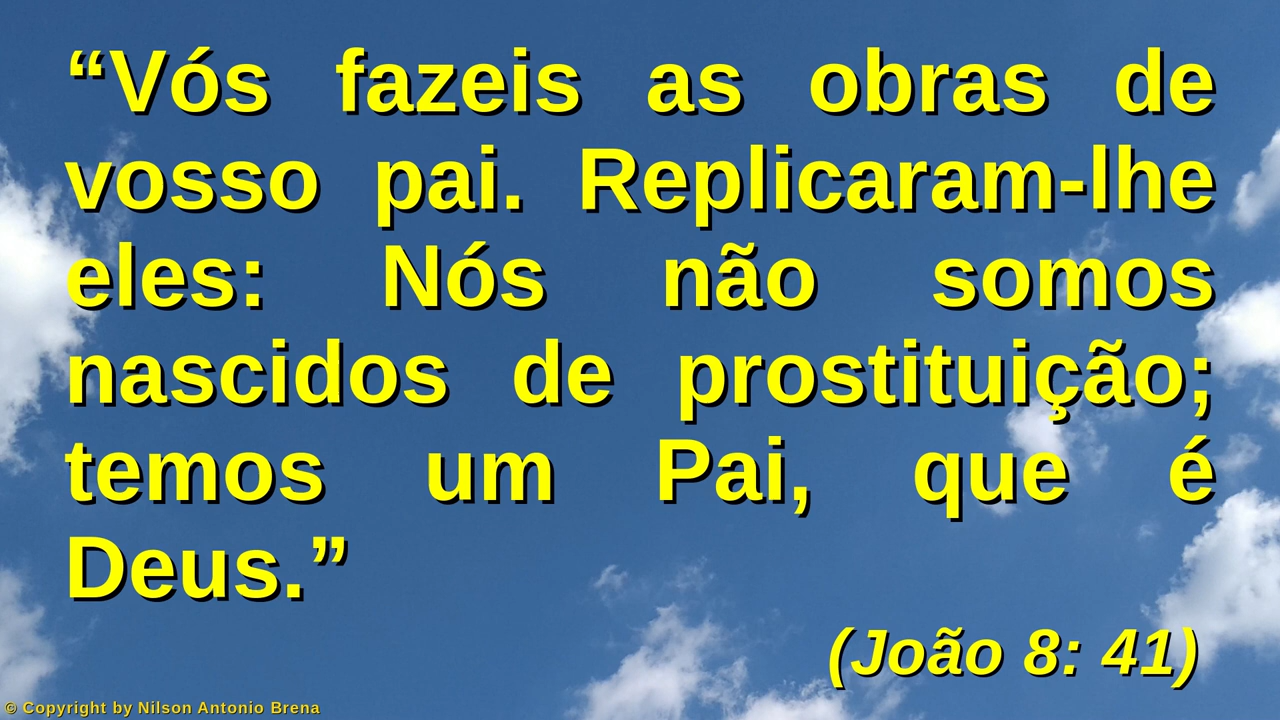 “Vós fazeis as obras de
vosso pai. Replicaram-lhe
eles: Nós não somos
nascidos de prostituição;
temos um Pai, que é
Deus.”
(João 8: 41)
© Copyright by Nilson Antonio Brena